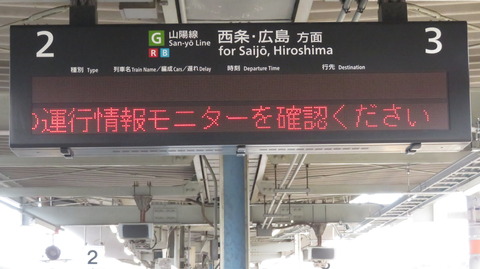 2
G
R B
山陽線
San-yō Line
西条・広島 方面
for Saijō, Hiroshima
3
種別 Type
列車名 Train Name／編成 Cars／遅れ Delay
時刻 Departure Time
行先 Destination
の運行情報モニターを確認ください
2